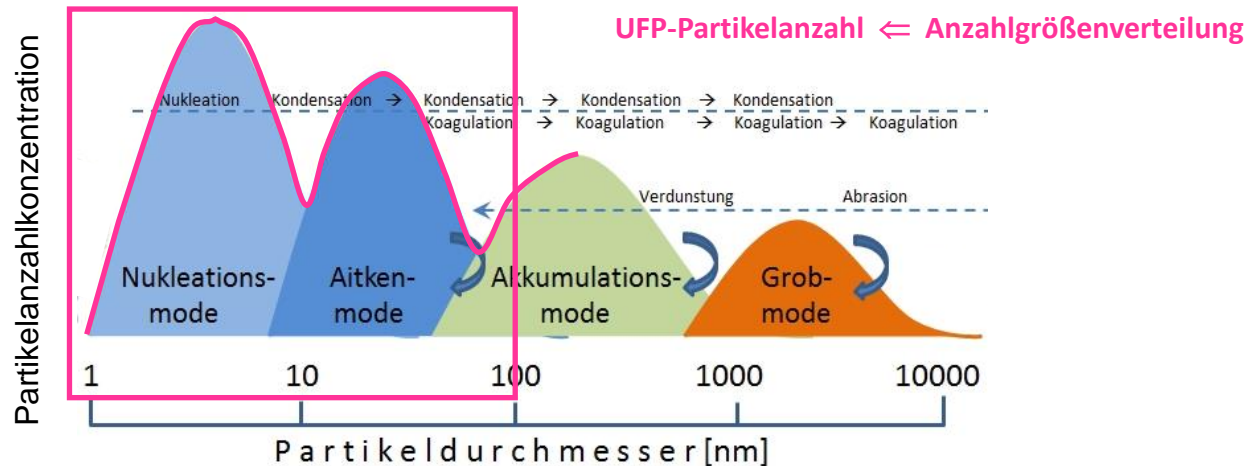 UFP-Partikelanzahl ⇐ Anzahlgrößenverteilung
Partikelanzahlkonzentration
Nukleation Kondensation → Kondensation → Kondensation → Kondensation
Koagulation → Koagulation → Koagulation → Koagulation
Verdunstung Abrasion
Nukleations-
mode
Aitken-
mode
Akkumulations-
mode
Grob-
mode
1 10 100 1000 10000
Partikeldurchmesser[nm]